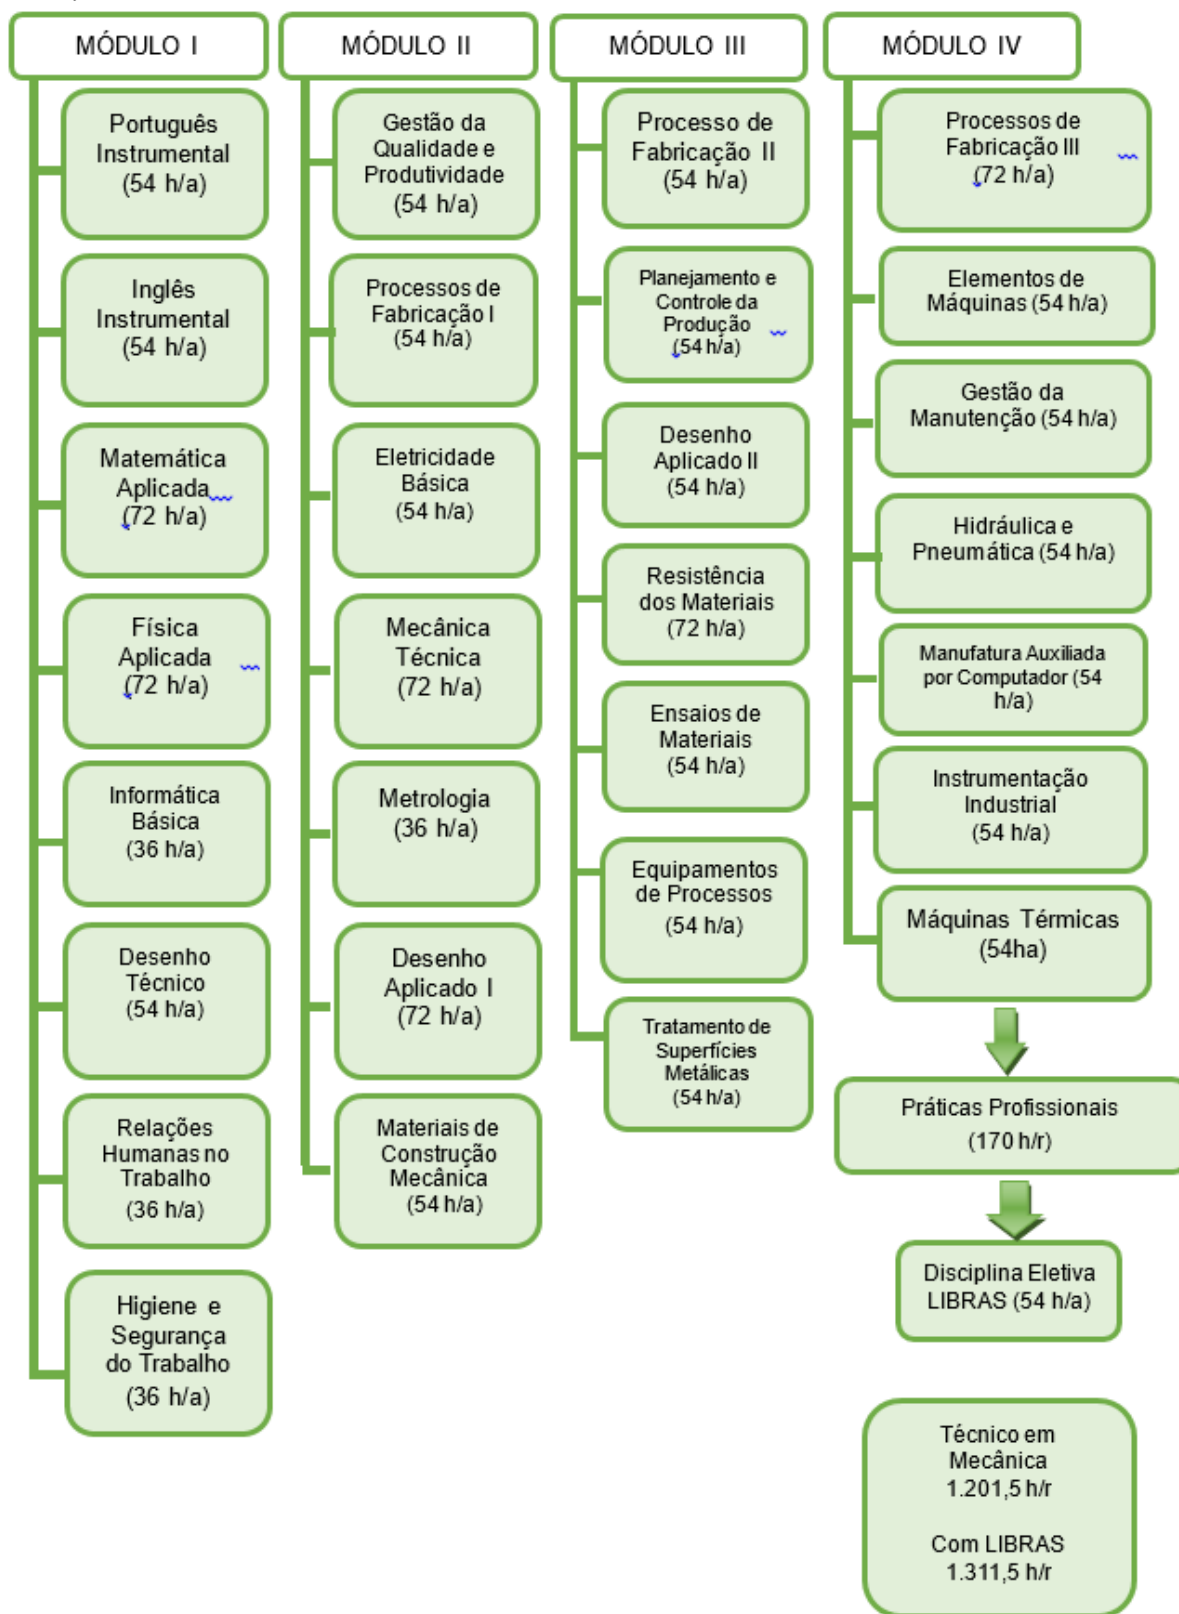 MÓDULO I
Português
Instrumental
(54 h/a)
Inglês
Instrumental
(54 h/a)
Matemática
Aplicada
(72 h/a)
Física
Aplicada
(72 h/a)
Informática
Básica
(36 h/a)
Desenho
Técnico
(54 h/a)
Relações
Humanas no
Trabalho
(36 h/a)
Higiene e
Segurança
do Trabalho
(36 h/a)
MÓDULO II
Gestão da
Qualidade e
Produtividade
(54 h/a)
Processos de
Fabricação I
(54 h/a)
Eletricidade
Básica
(54 h/a)
Mecânica
Técnica
(72 h/a)
Metrologia
(36 h/a)
Desenho
Aplicado I
(72 h/a)
Materiais de
Construção
Mecânica
(54 h/a)
MÓDULO III
Processo de
Fabricação II
(54 h/a)
Planejamento e
Controle da
Produção
(54 h/a)
Desenho
Aplicado II
(54 h/a)
Resistência
dos Materiais
(72 h/a)
Ensaios de
Materiais
(54 h/a)
Equipamentos
de Processos
(54 h/a)
Tratamento de
Superfícies
Metálicas
(54 h/a)
MÓDULO IV
Processos de
Fabricação III
(72 h/a)
Elementos de
Máquinas (54 h/a)
Gestão da
Manutenção (54 h/a)
Hidráulica e
Pneumática (54 h/a)
Manufatura Auxiliada
por Computador (54
h/a)
Instrumentação
Industrial
(54 h/a)
Máquinas Térmicas
(54ha)
Práticas Profissionais
(170 h/r)
Disciplina Eletiva
LIBRAS (54 h/a)
Técnico em
Mecânica
1.201,5 h/r
Com LIBRAS
1.311,5 h/r